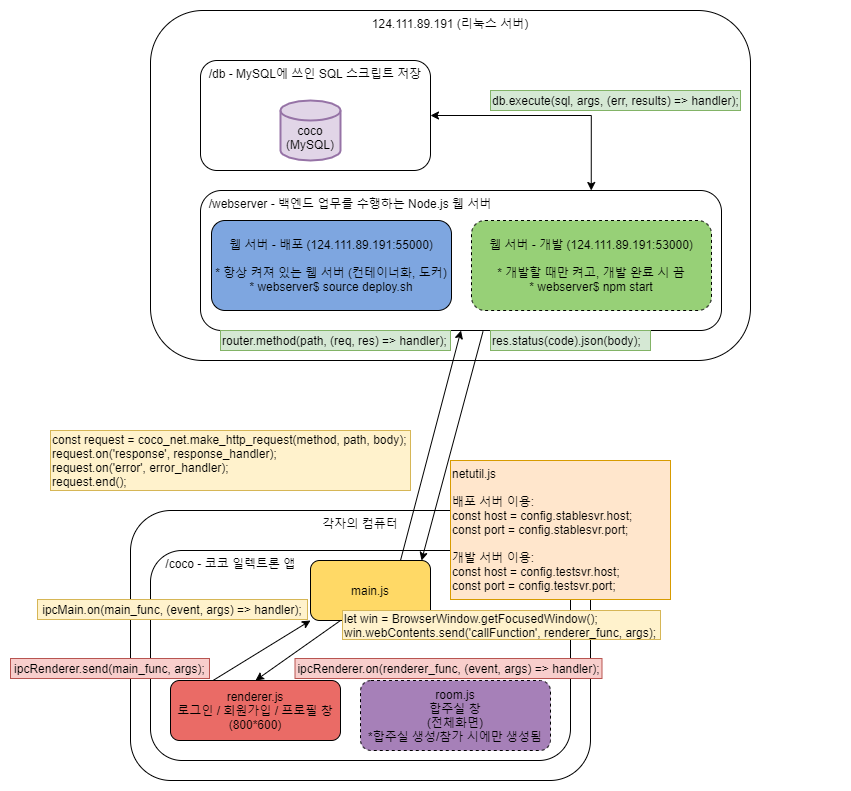 124.111.89.191 (리눅스 서버)
/db - MySQL에 쓰인 SQL 스크립트 저장
coco
(MySQL)
db.execute(sql, args, (err, results) => handler);
/webserver - 백엔드 업무를 수행하는 Node.js 웹 서버
웹 서버 - 배포 (124.111.89.191:55000)
* 항상 켜져 있는 웹 서버 (컨테이너화, 도커)
* webserver$ source deploy.sh
웹 서버 - 개발 (124.111.89.191:53000)
* 개발할 때만 켜고, 개발 완료 시 끔
* webserver$ npm start
router.method(path, (req, res) => handler);
res.status(code).json(body);
const request = coco_net.make_http_request(method, path, body);
request.on('response', response_handler);
request.on('error', error_handler);
request.end();
netutil.js
배포 서버 이용:
const host = config.stablesvr.host;
const port = config.stablesvr.port;
개발 서버 이용:
const host = config.testsvr.host;
const port = config.testsvr.port;
각자의 컴퓨터
/coco - 코코 일렉트론 앱
main.js
ipcMain.on(main_func, (event, args) => handler);
let win = BrowserWindow.getFocusedWindow();
win.webContents.send('callFunction', renderer_func, args);
ipcRenderer.send(main_func, args);
ipcRenderer.on(renderer_func, (event, args) => handler);
renderer.js
로그인 / 회원가입 / 프로필 창
(800*600)
room.js
합주실 창
(전체화면)
*합주실 생성/참가 시에만 생성됨